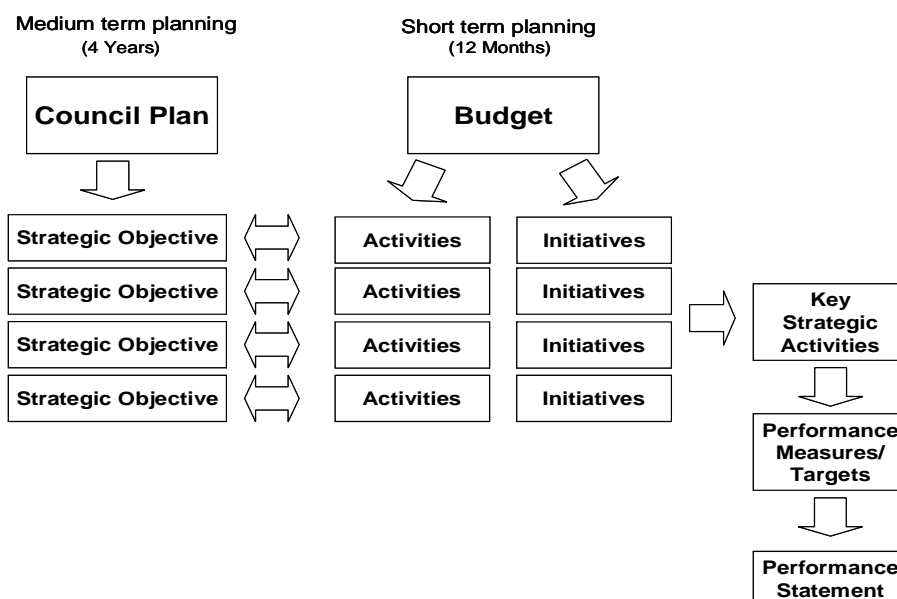 Medium term planning
(4 Years)
Short term planning
(12 Months)
Council Plan
Budget
Strategic Objective
Activities
Initiatives
Strategic Objective
Activities
Initiatives
Strategic Objective
Activities
Initiatives
Strategic Objective
Activities
Initiatives
Key
Strategic
Activities
Performance
Measures/
Targets
Performance
Statement